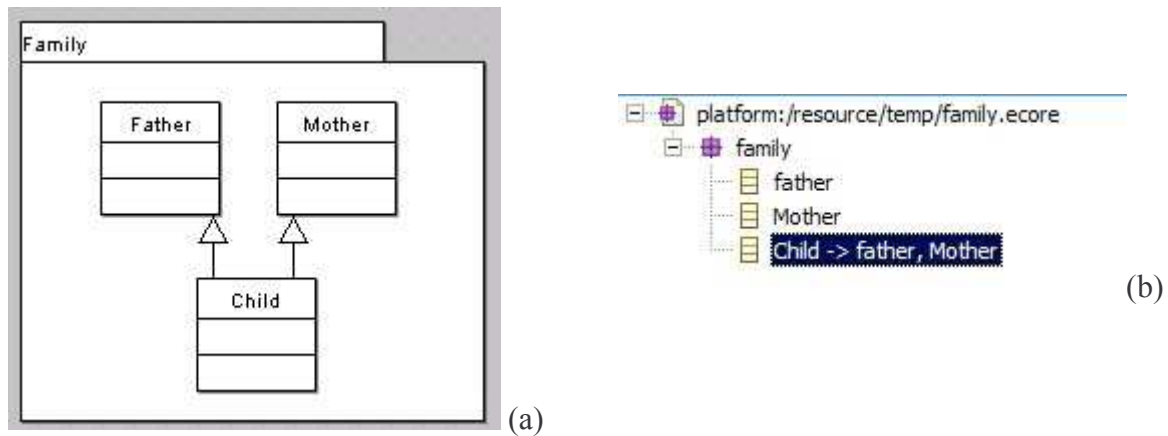 Family
Father
Mother
Child
(a)
platform:/resource/temp/family.ecore
family
father
Mother
Child -> father, Mother
(b)